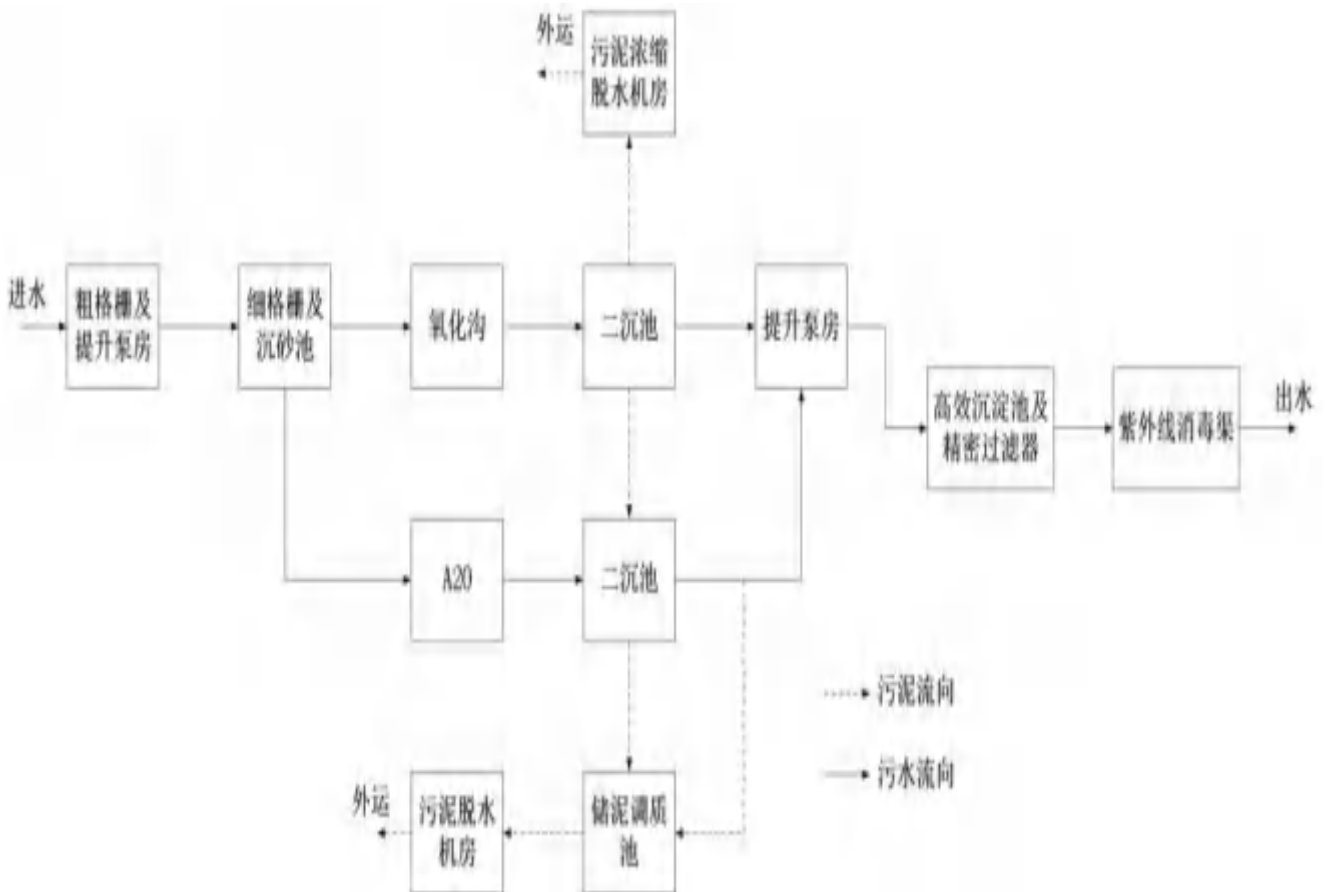 外运
污泥浓缩
脱水机房
进水
粗格栅及
提升泵房
细格栅及
沉砂池
氧化沟
二沉池
提升泵房
高效沉淀池及
精密过滤器
紫外线消毒渠
出水
A2O
二沉池
污泥流向
污水流向
外运
污泥脱水
机房
储泥调质
池